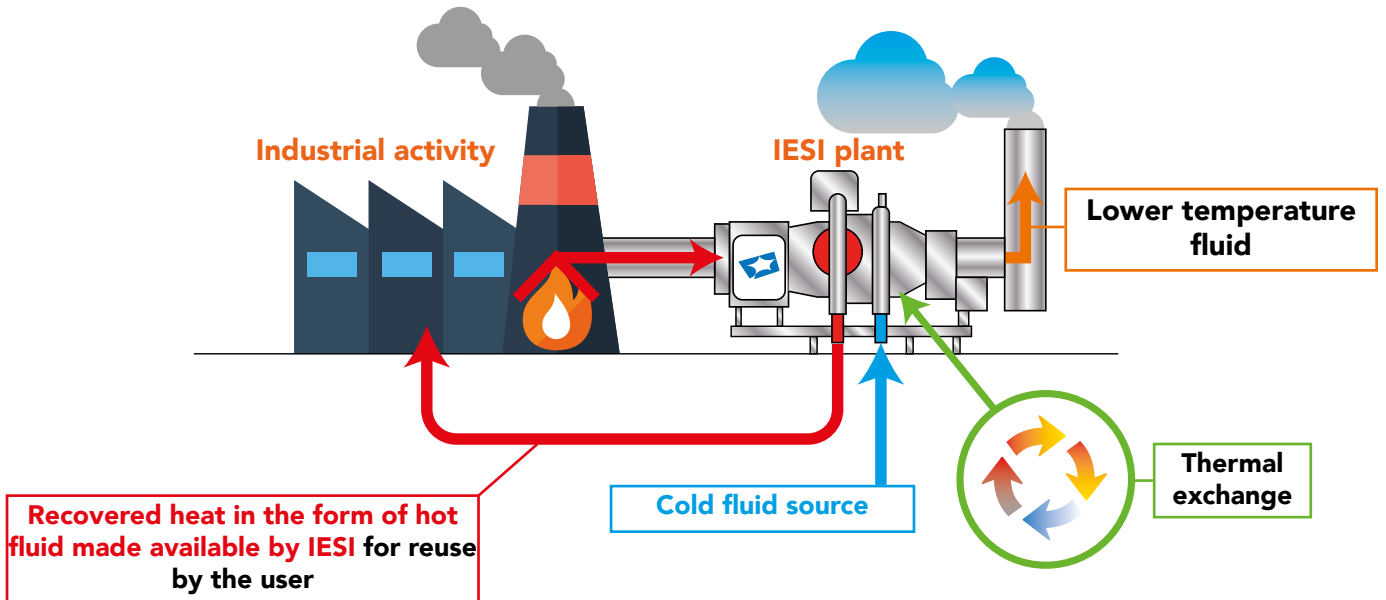 Industrial activity
IESI plant
Lower temperature
fluid
Thermal
exchange
Cold fluid source
Recovered heat in the form of hot
fluid made available by IESI for reuse
by the user